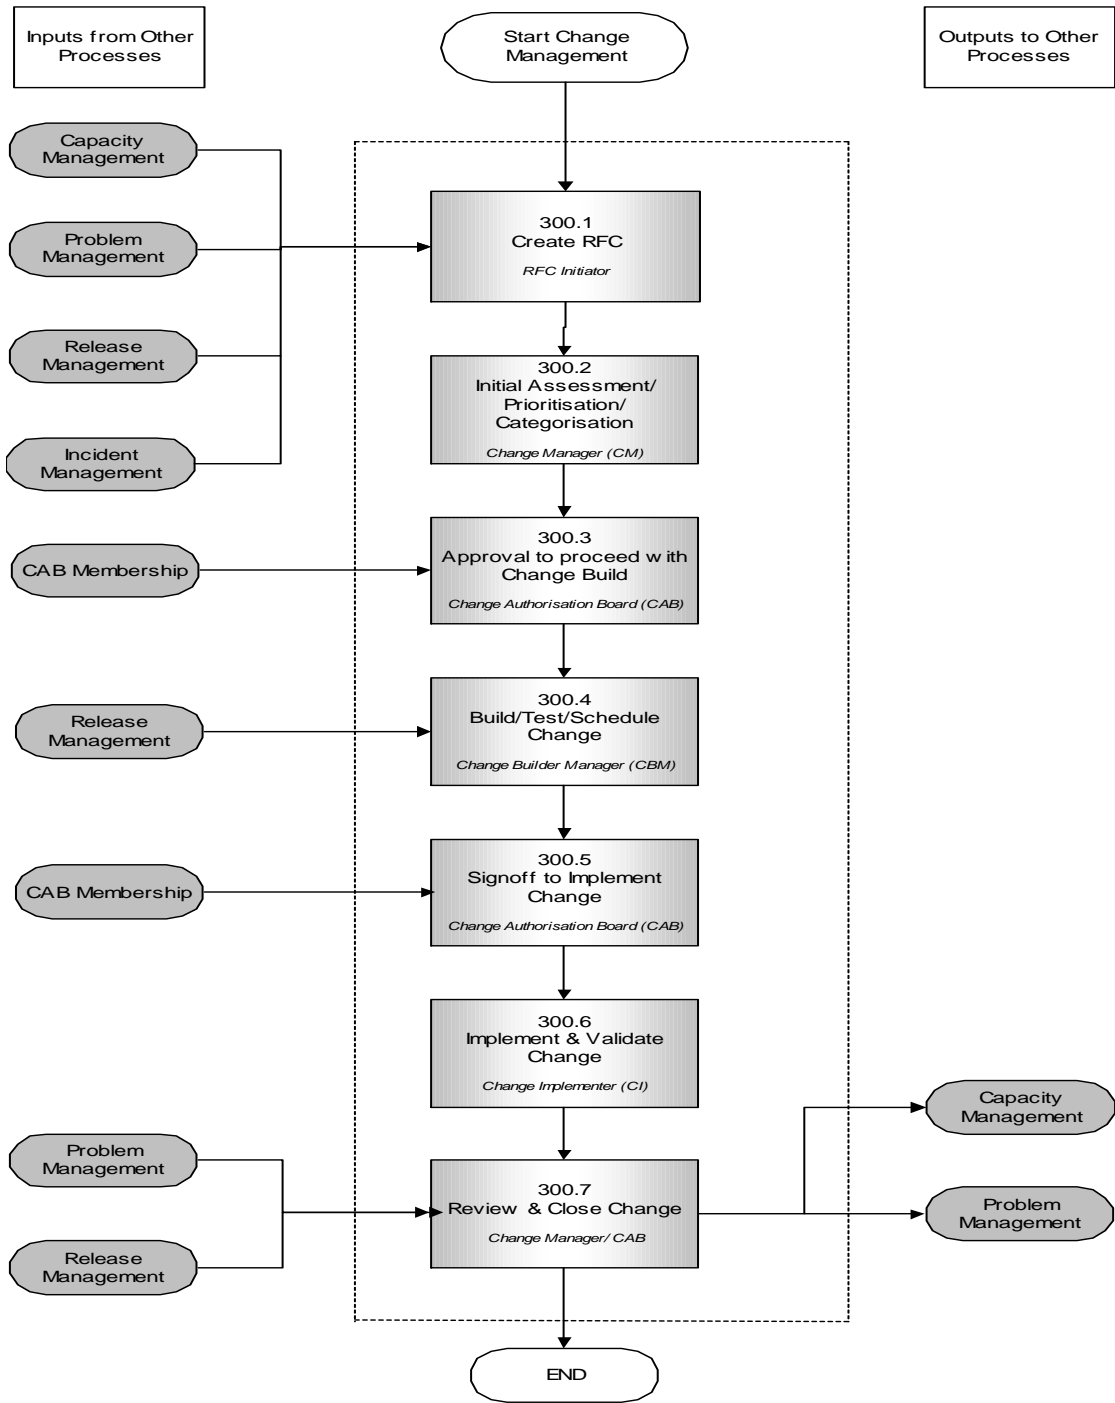 Inputs from Other
Processes
Start Change
Management
Outputs to Other
Processes
Capacity
Management
Problem
Management
Release
Management
Incident
Management
CAB Membership
Release
Management
CAB Membership
Problem
Management
Release
Management
300.1
Create RFC
RFC Initiator
300.2
Initial Assessment/
Prioritisation/
Categorisation
Change Manager (CM)
300.3
Approval to proceed with
Change Build
Change Authorisation Board (CAB)
300.4
Build/Test/Schedule
Change
Change Builder Manager (CBM)
300.5
Signoff to Implement
Change
Change Authorisation Board (CAB)
300.6
Implement & Validate
Change
Change Implementer (CI)
300.7
Review & Close Change
Change Manager/ CAB
Capacity
Management
Problem
Management
END